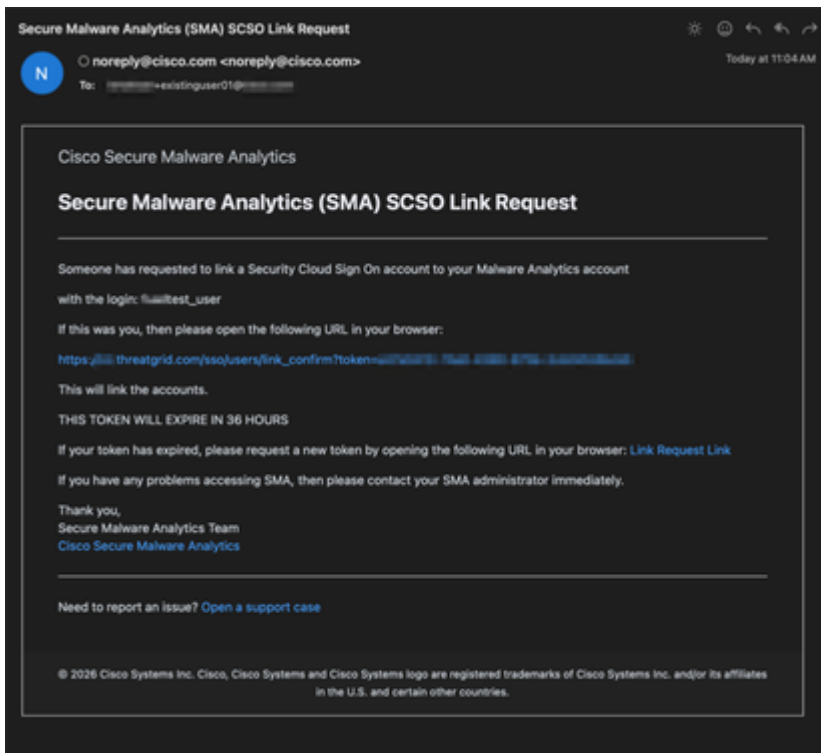 Secure Malware Analytics (SMA) SCSO Link Request
N
noreply@cisco.com <noreply@cisco.com>
Today at 11:04 AM
To: +existinguser01@
Cisco Secure Malware Analytics
Secure Malware Analytics (SMA) SCSO Link Request
Someone has requested to link a Security Cloud Sign On account to your Malware Analytics account
with the login: test_user
If this was you, then please open the following URL in your browser:
https:// .threatgrid.com/sso/users/link_confirm?token=
This will link the accounts.
THIS TOKEN WILL EXPIRE IN 36 HOURS
If your token has expired, please request a new token by opening the following URL in your browser: Link Request Link
If you have any problems accessing SMA, then please contact your SMA administrator immediately.
Thank you,
Secure Malware Analytics Team
Cisco Secure Malware Analytics
Need to report an issue? Open a support case
© 2026 Cisco Systems Inc. Cisco, Cisco Systems and Cisco Systems logo are registered trademarks of Cisco Systems Inc. and/or its affiliates
in the U.S. and certain other countries.